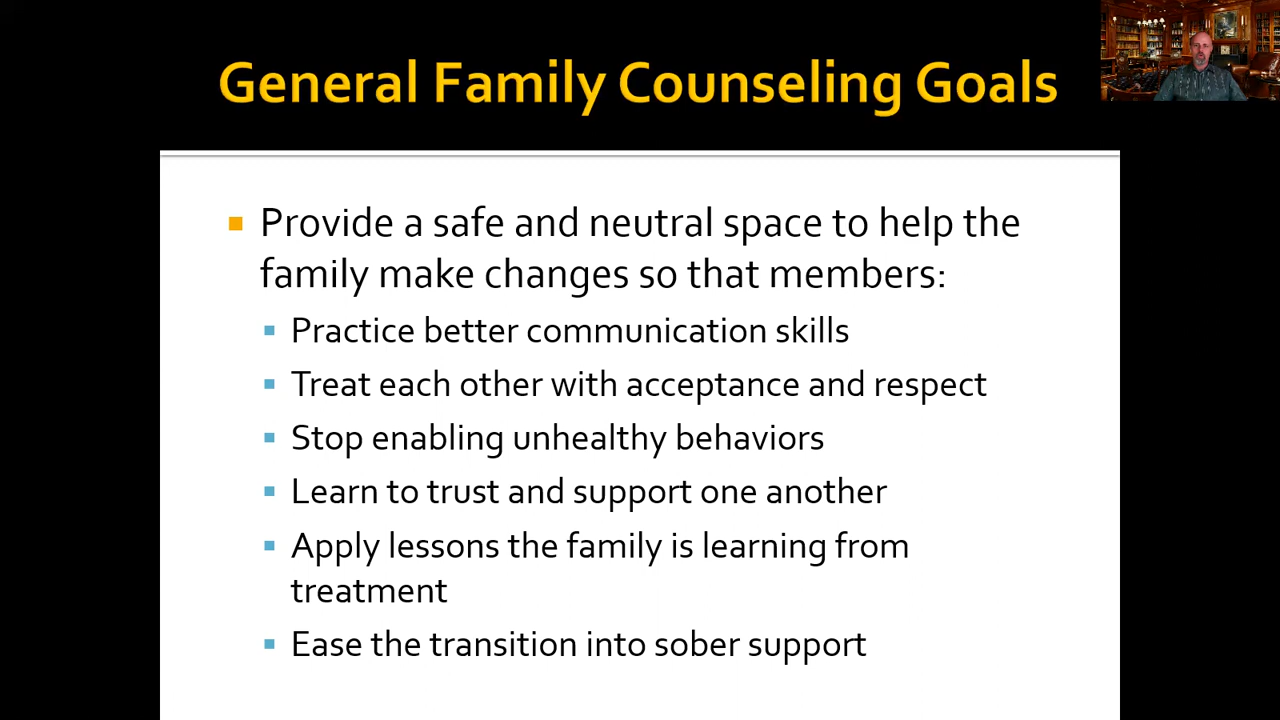 General Family Counseling Goals
Provide a safe and neutral space to help the
family make changes so that members:
Practice better communication skills
Treat each other with acceptance and respect
Stop enabling unhealthy behaviors
Learn to trust and support one another
Apply lessons the family is learning from
treatment
Ease the transition into sober support